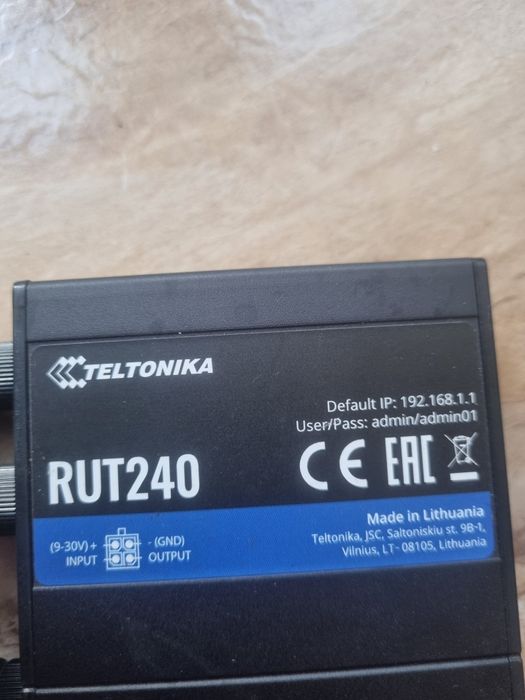 TELTONIKA
Default IP: 192.168.1.1
User/Pass: admin/admin01
RUT240
CE EAC
(9-30V) + - (GND)
INPUT OUTPUT
Made in Lithuania
Teltonika, JSC, Saltoniskiu st. 9B-1,
Vilnius, LT- 08105, Lithuania